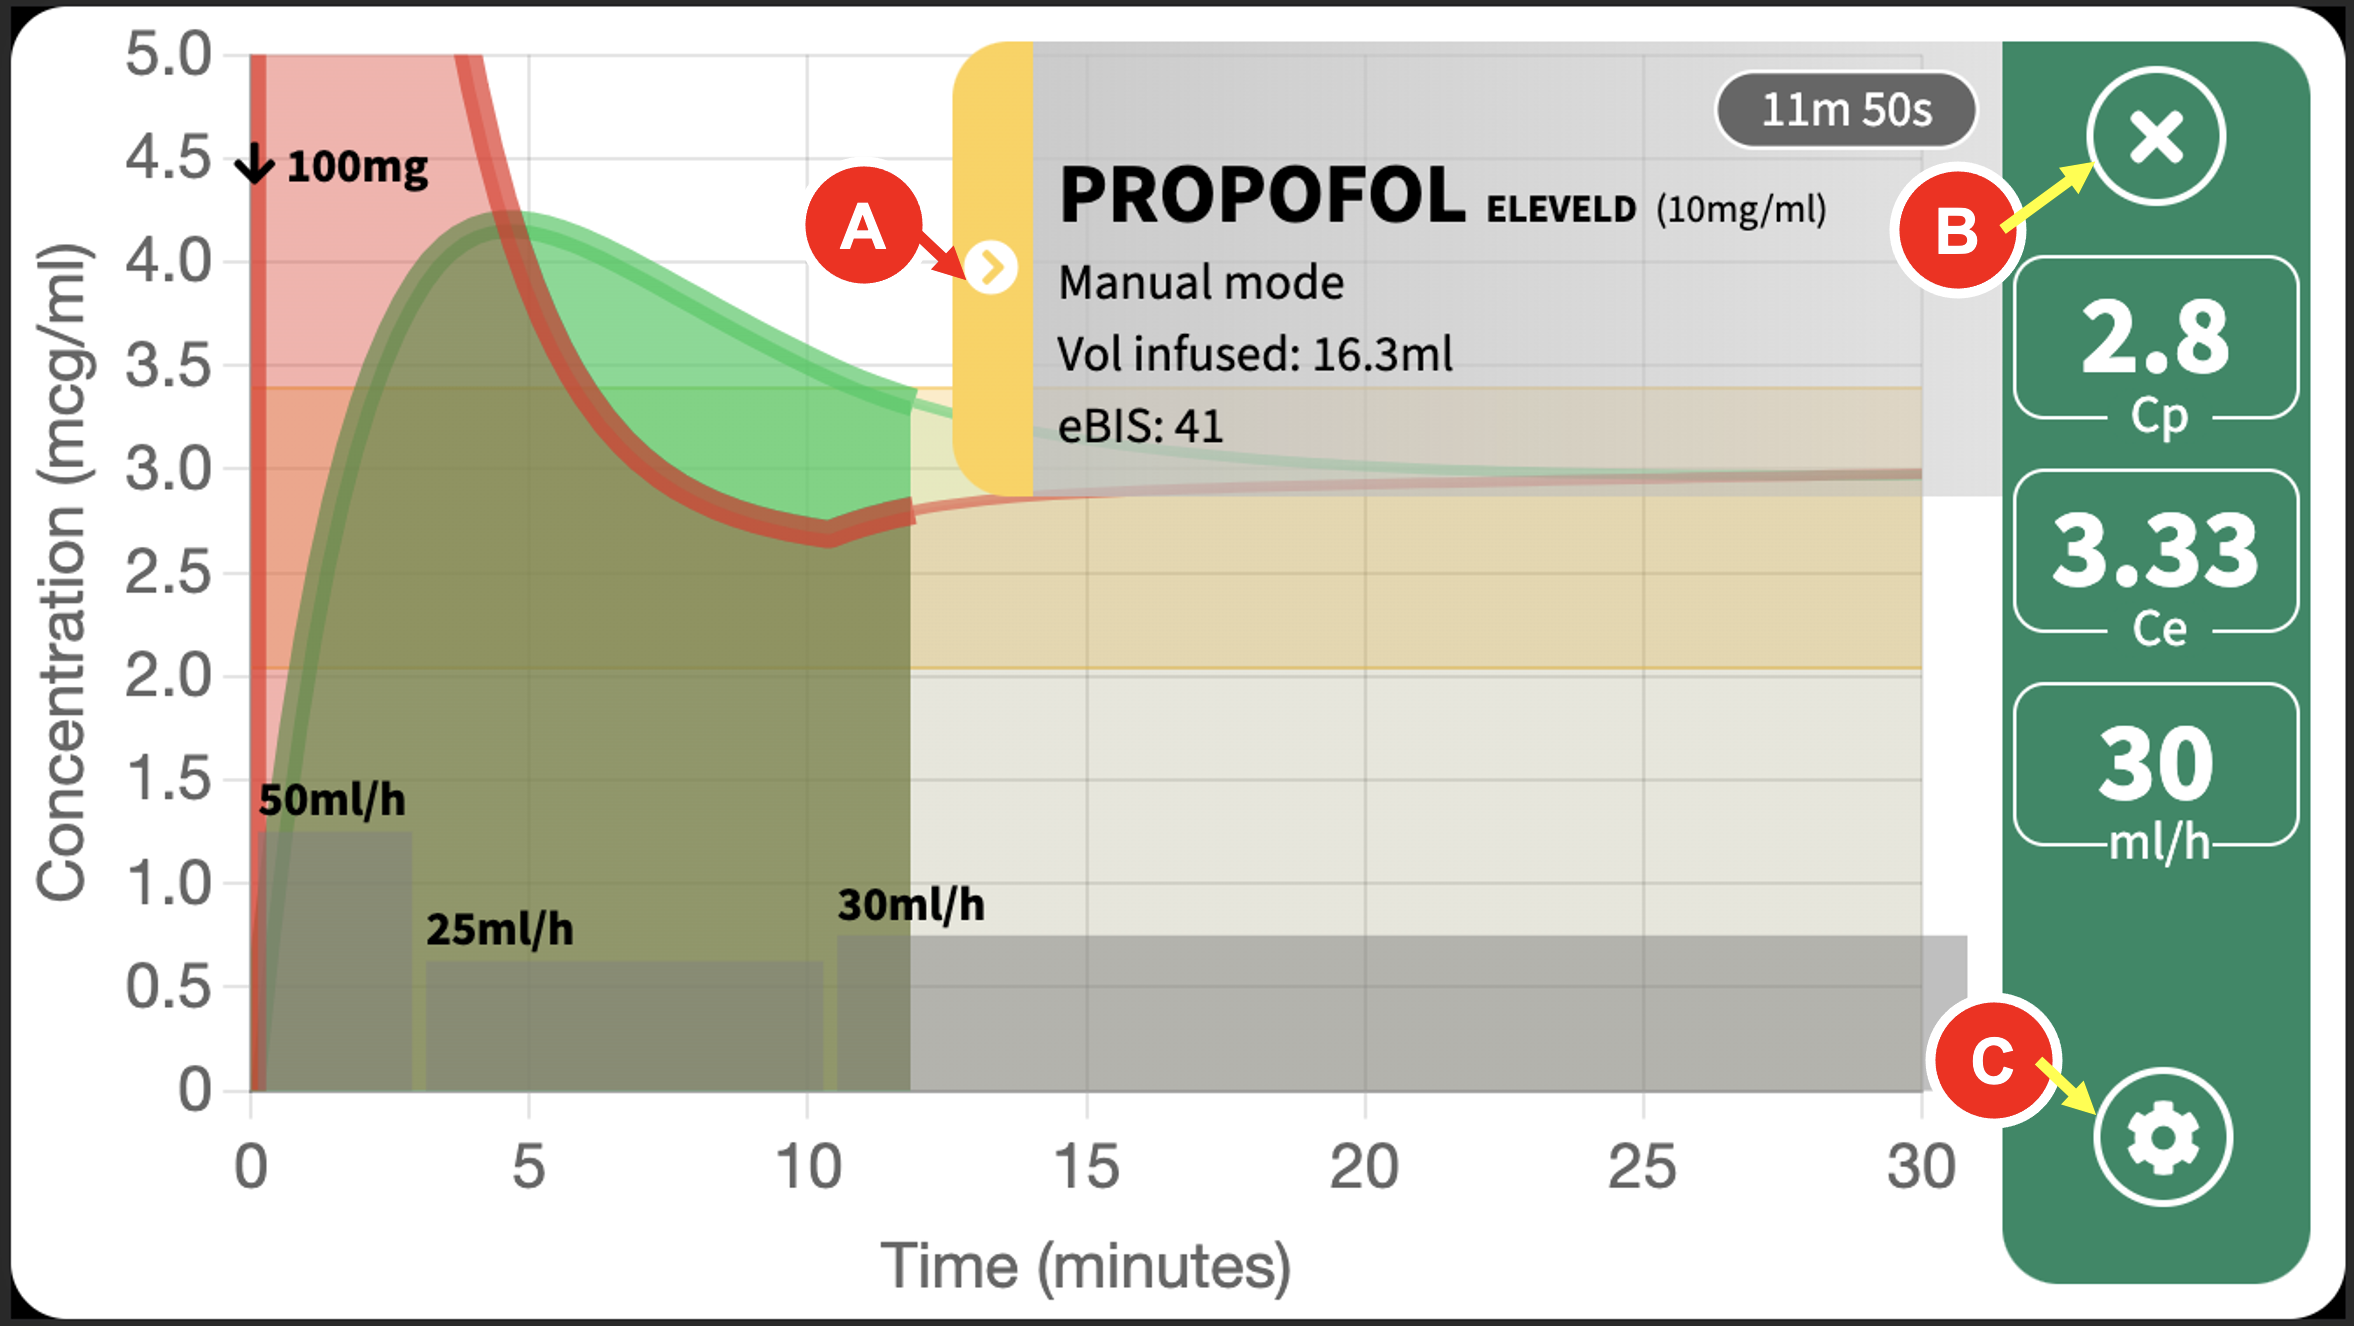 5.0
4.5
4.0
3.5
3.0
2.5
2.0
1.5
1.0
0.5
0
Concentration (mcg/ml)
100mg
50ml/h
25ml/h
30ml/h
0 5 10 15 20 25 30
Time (minutes)
A
11m 50s
PROPOFOL ELEVELD (10mg/ml)
Manual mode
Vol infused: 16.3ml
eBIS: 41
B
2.8
Cp
3.33
Ce
30
ml/h
C